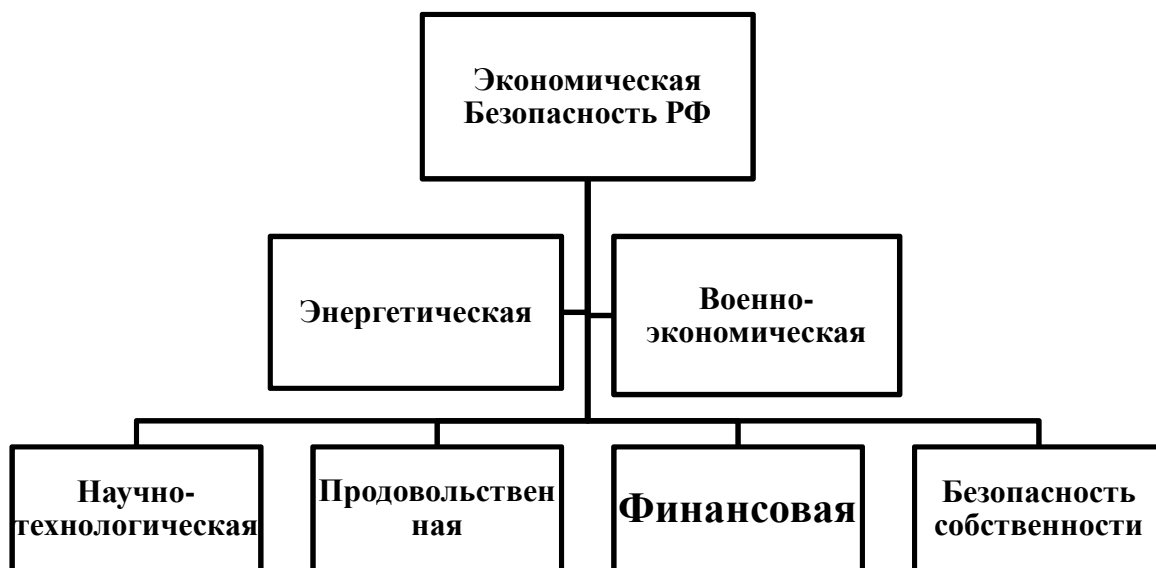 Экономическая
Безопасность РФ
Энергетическая
Военно-
экономическая
Научно-
технологическая
Продовольствен
ная
Финансовая
Безопасность
собственности